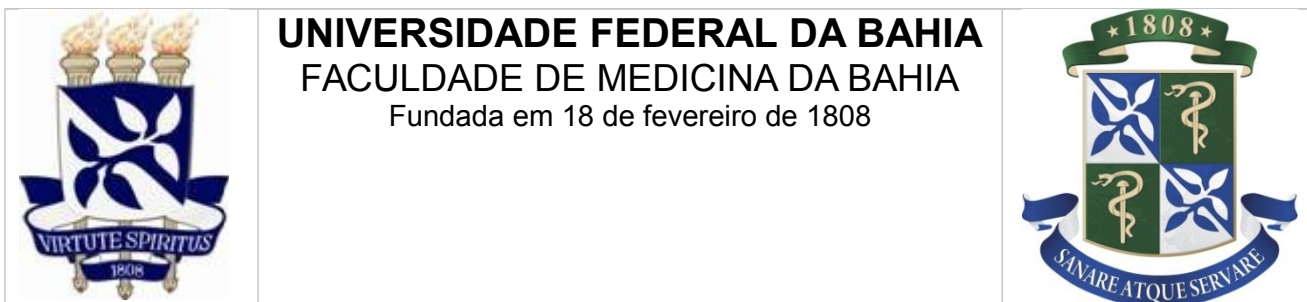 VIRTUTE SPIRITUS
1808
UNIVERSIDADE FEDERAL DA BAHIA
FACULDADE DE MEDICINA DA BAHIA
Fundada em 18 de fevereiro de 1808
★1808★
SANARE ATQUE SERVARE